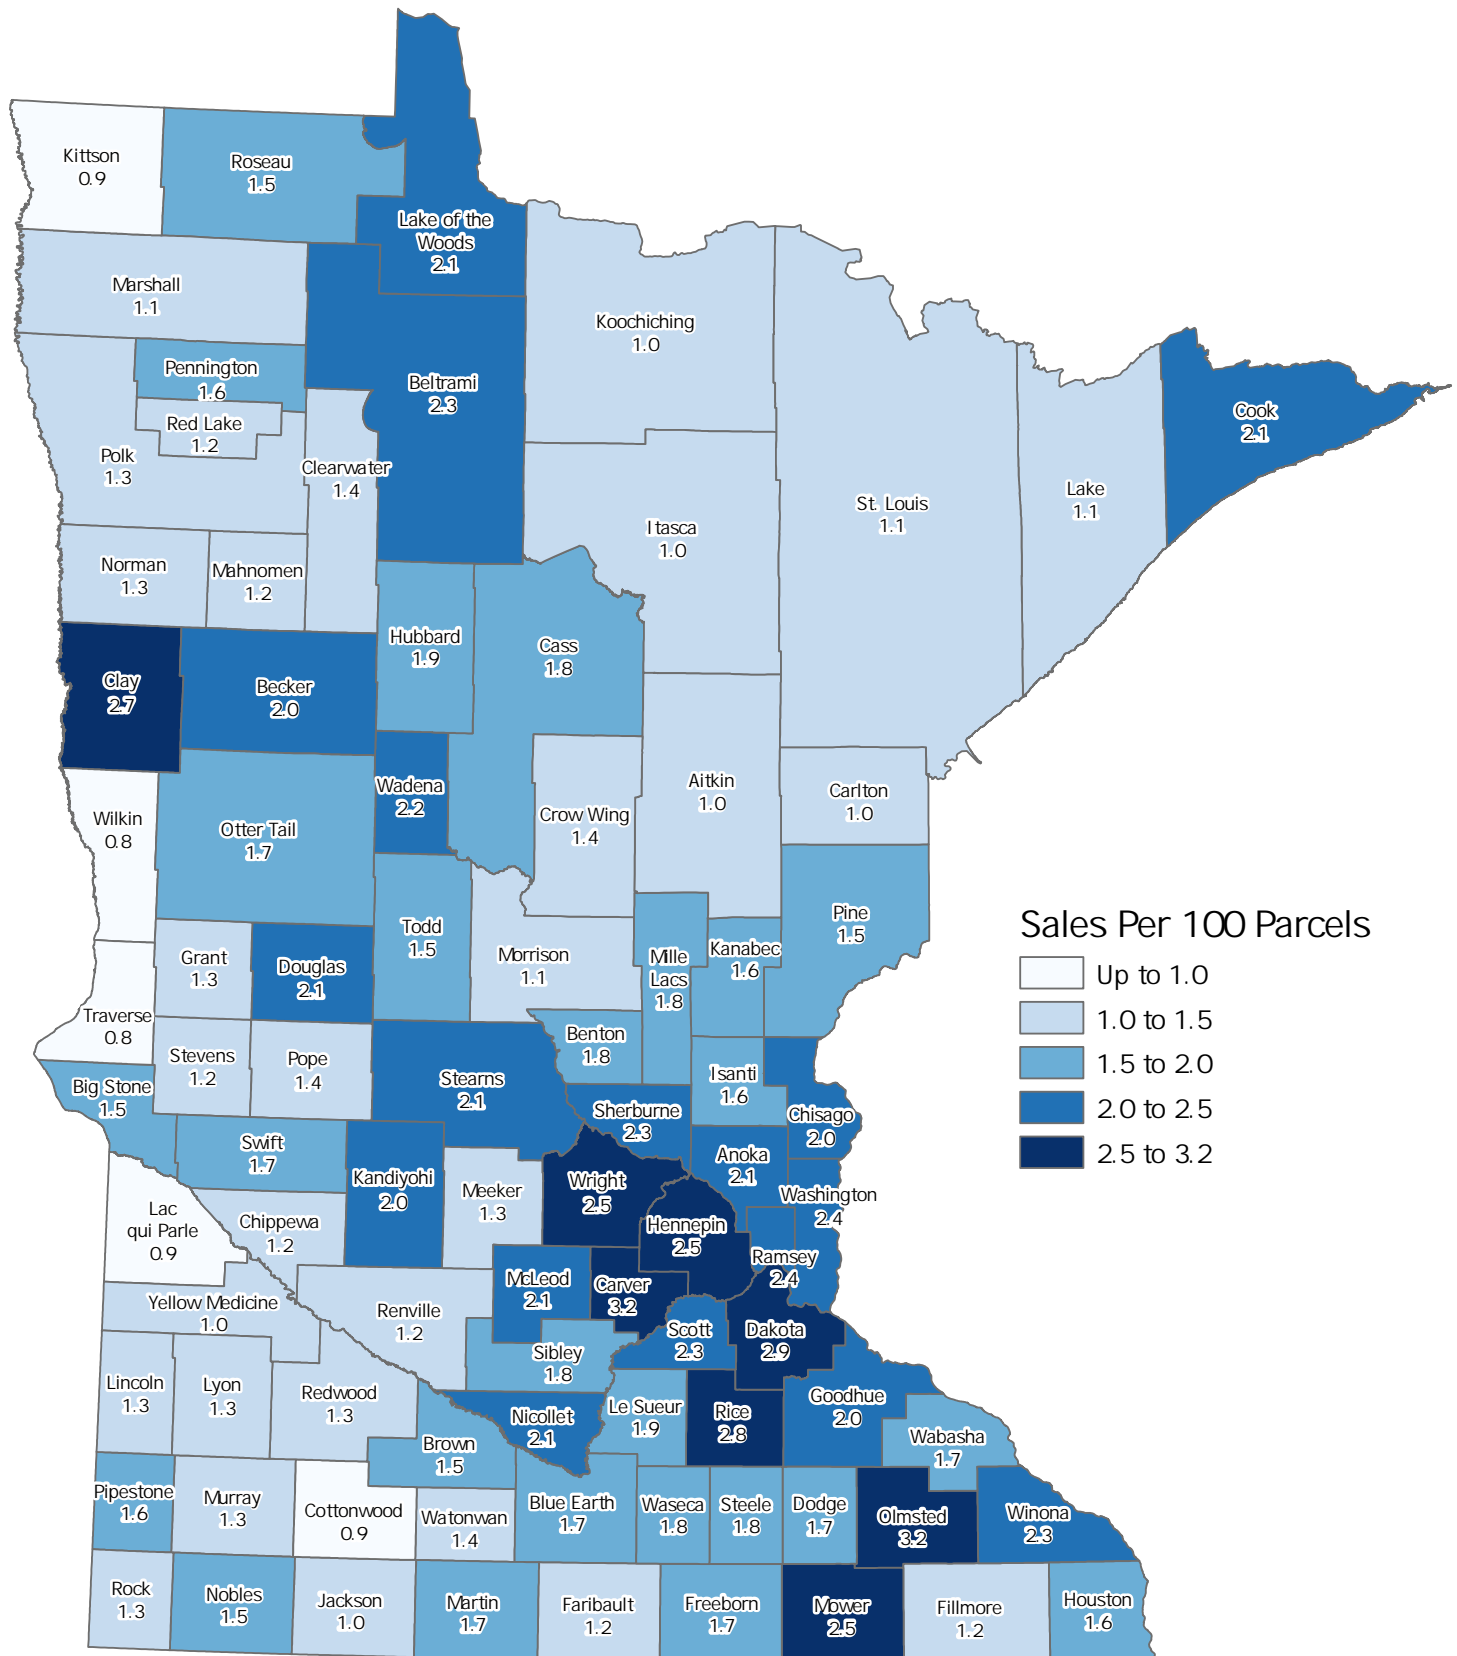 Kittson
0.9
Roseau
1.5
Lake of the
Woods
2.1
Marshall
1.1
Koochiching
1.0
Pennington
1.6
Beltrami
2.3
Cook
2.1
Red Lake
1.2
Polk
1.3
Clearwater
1.4
St. Louis
1.1
Lake
1.1
Itasca
1.0
Norman
1.3
Mahnomen
1.2
Hubbard
1.9
Cass
1.8
Clay
2.7
Becker
2.0
Wadena
2.2
Aitkin
1.0
Carlton
1.0
Wilkin
0.8
Otter Tail
1.7
Crow Wing
1.4
Todd
1.5
Pine
1.5
Grant
1.3
Douglas
2.1
Morrison
1.1
Mille
Lacs
1.8
Kanabec
1.6
Traverse
0.8
Stevens
1.2
Pope
1.4
Benton
1.8
Isanti
1.6
Big Stone
1.5
Stearns
2.1
Sherburne
2.3
Chisago
2.0
Swift
1.7
Anoka
2.1
Kandiyohi
2.0
Meeker
1.3
Wright
2.5
Washington
2.4
Lac
qui Parle
0.9
Chippewa
1.2
Hennepin
2.5
Ramsey
2.4
Yellow Medicine
1.0
Renville
1.2
McLeod
2.1
Carver
3.2
Scott
2.3
Dakota
2.9
Sibley
1.8
Lincoln
1.3
Lyon
1.3
Redwood
1.3
Nicollet
2.1
Le Sueur
1.9
Rice
2.8
Goodhue
2.0
Brown
1.5
Wabasha
1.7
Pipestone
1.6
Murray
1.3
Cottonwood
0.9
Watonwan
1.4
Blue Earth
1.7
Waseca
1.8
Steele
1.8
Dodge
1.7
Olmsted
3.2
Winona
2.3
Rock
1.3
Nobles
1.5
Jackson
1.0
Martin
1.7
Faribault
1.2
Freeborn
1.7
Mower
2.5
Fillmore
1.2
Houston
1.6
Sales Per 100 Parcels
Up to 1.0
1.0 to 1.5
1.5 to 2.0
2.0 to 2.5
2.5 to 3.2